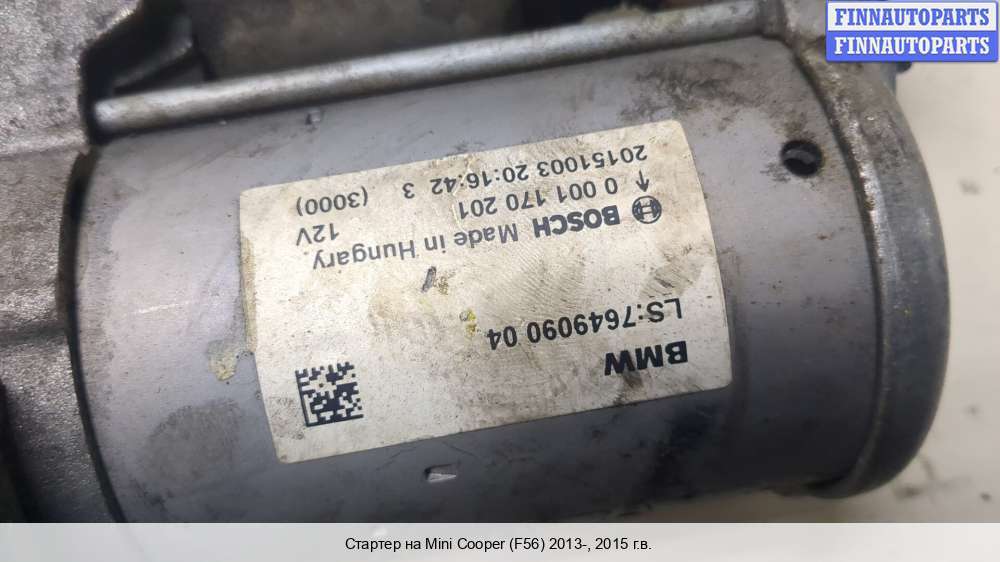 FINNAUTOPARTS
FINNAUTOPARTS
BMW
LS:7649090 04
BOSCH Made in Hungary.
↑ 0 001 170 201 12V
20151003 20:16:42 3 (3000)
Стартер на Mini Cooper (F56) 2013-, 2015 г.в.